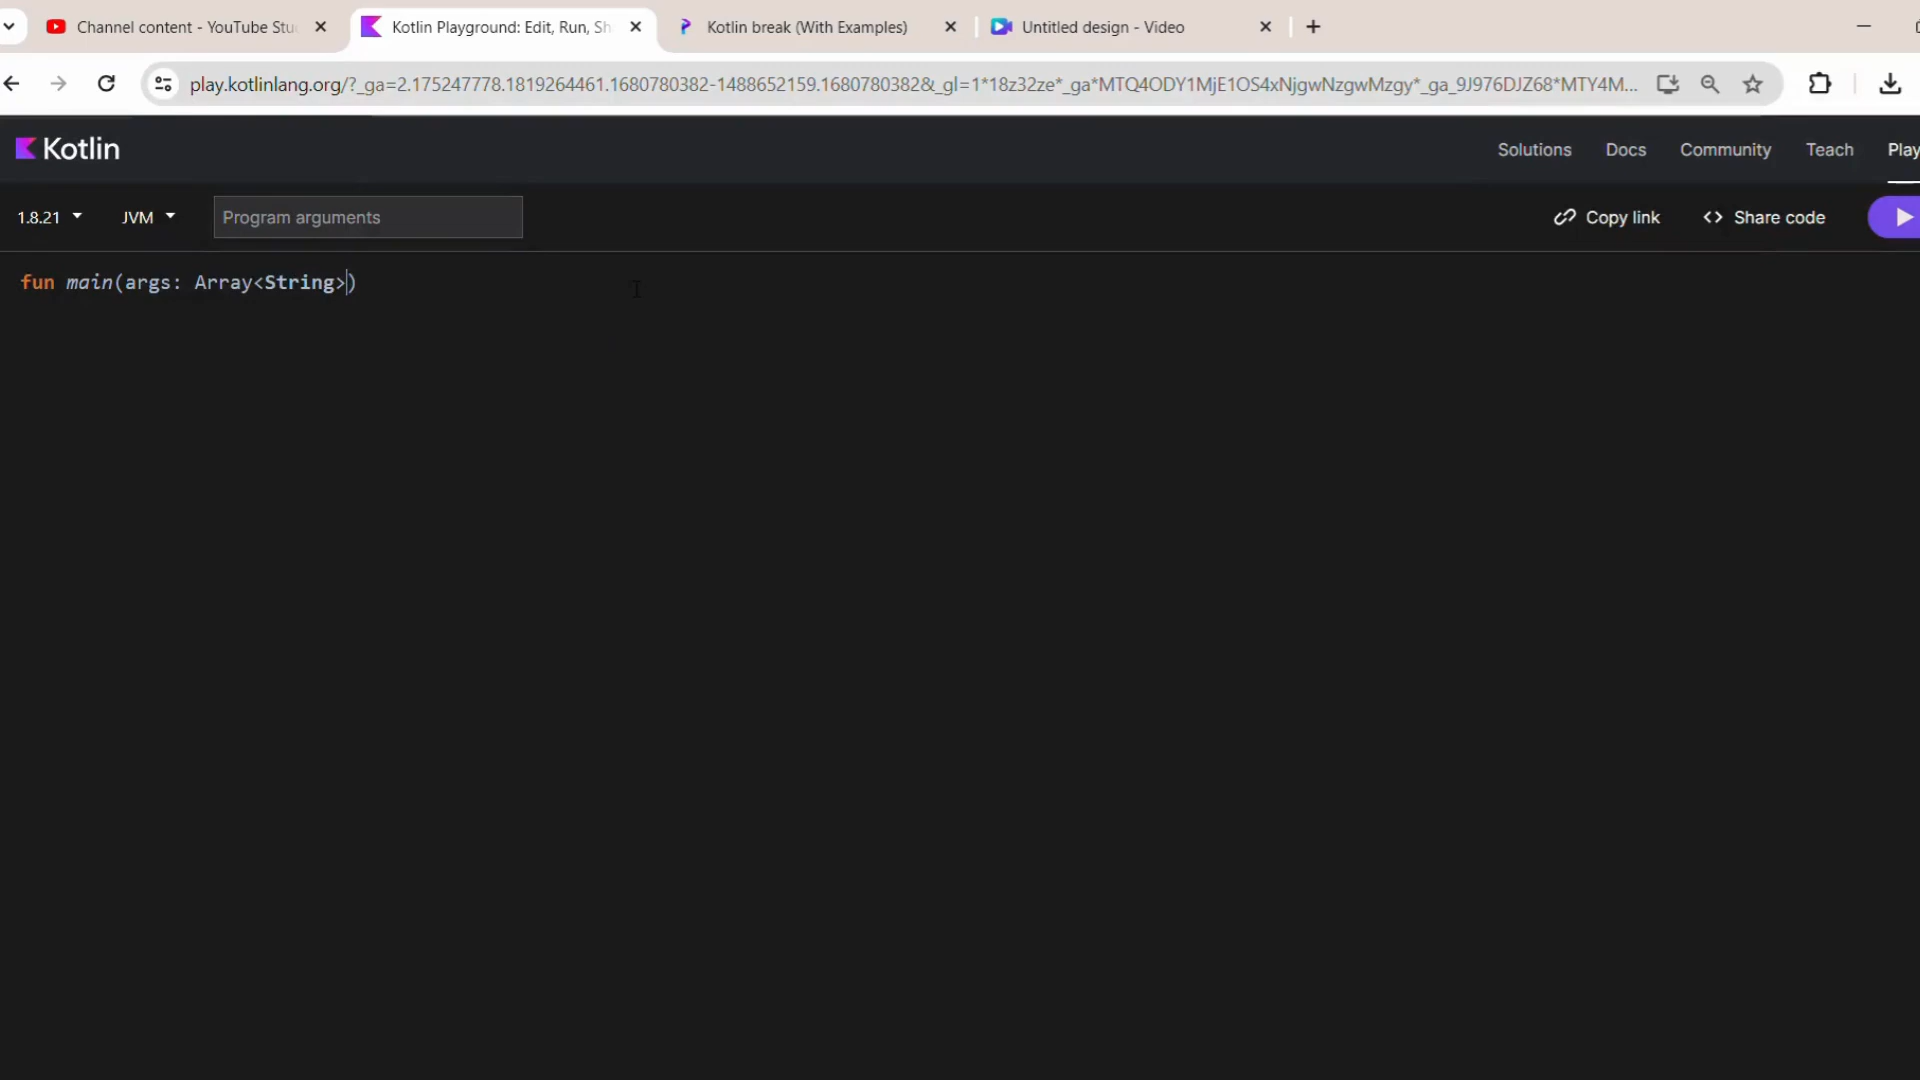 Channel content - YouTube Stu
Kotlin Playground: Edit, Run, Sh
Kotlin break (With Examples)
Untitled design - Video
play.kotlinlang.org/?_ga=2.175247778.1819264461.1680780382-1488652159.1680780382&_gl=1*18z32ze*_ga*MTQ4ODY1MjE1OS4xNjgwNzgwMzgy*_ga_9J976DJZ68*MTY4M...
Kotlin
Solutions
Docs
Community
Teach
Play
1.8.21
JVM
Program arguments
Copy link
Share code
fun main(args: Array<String>)